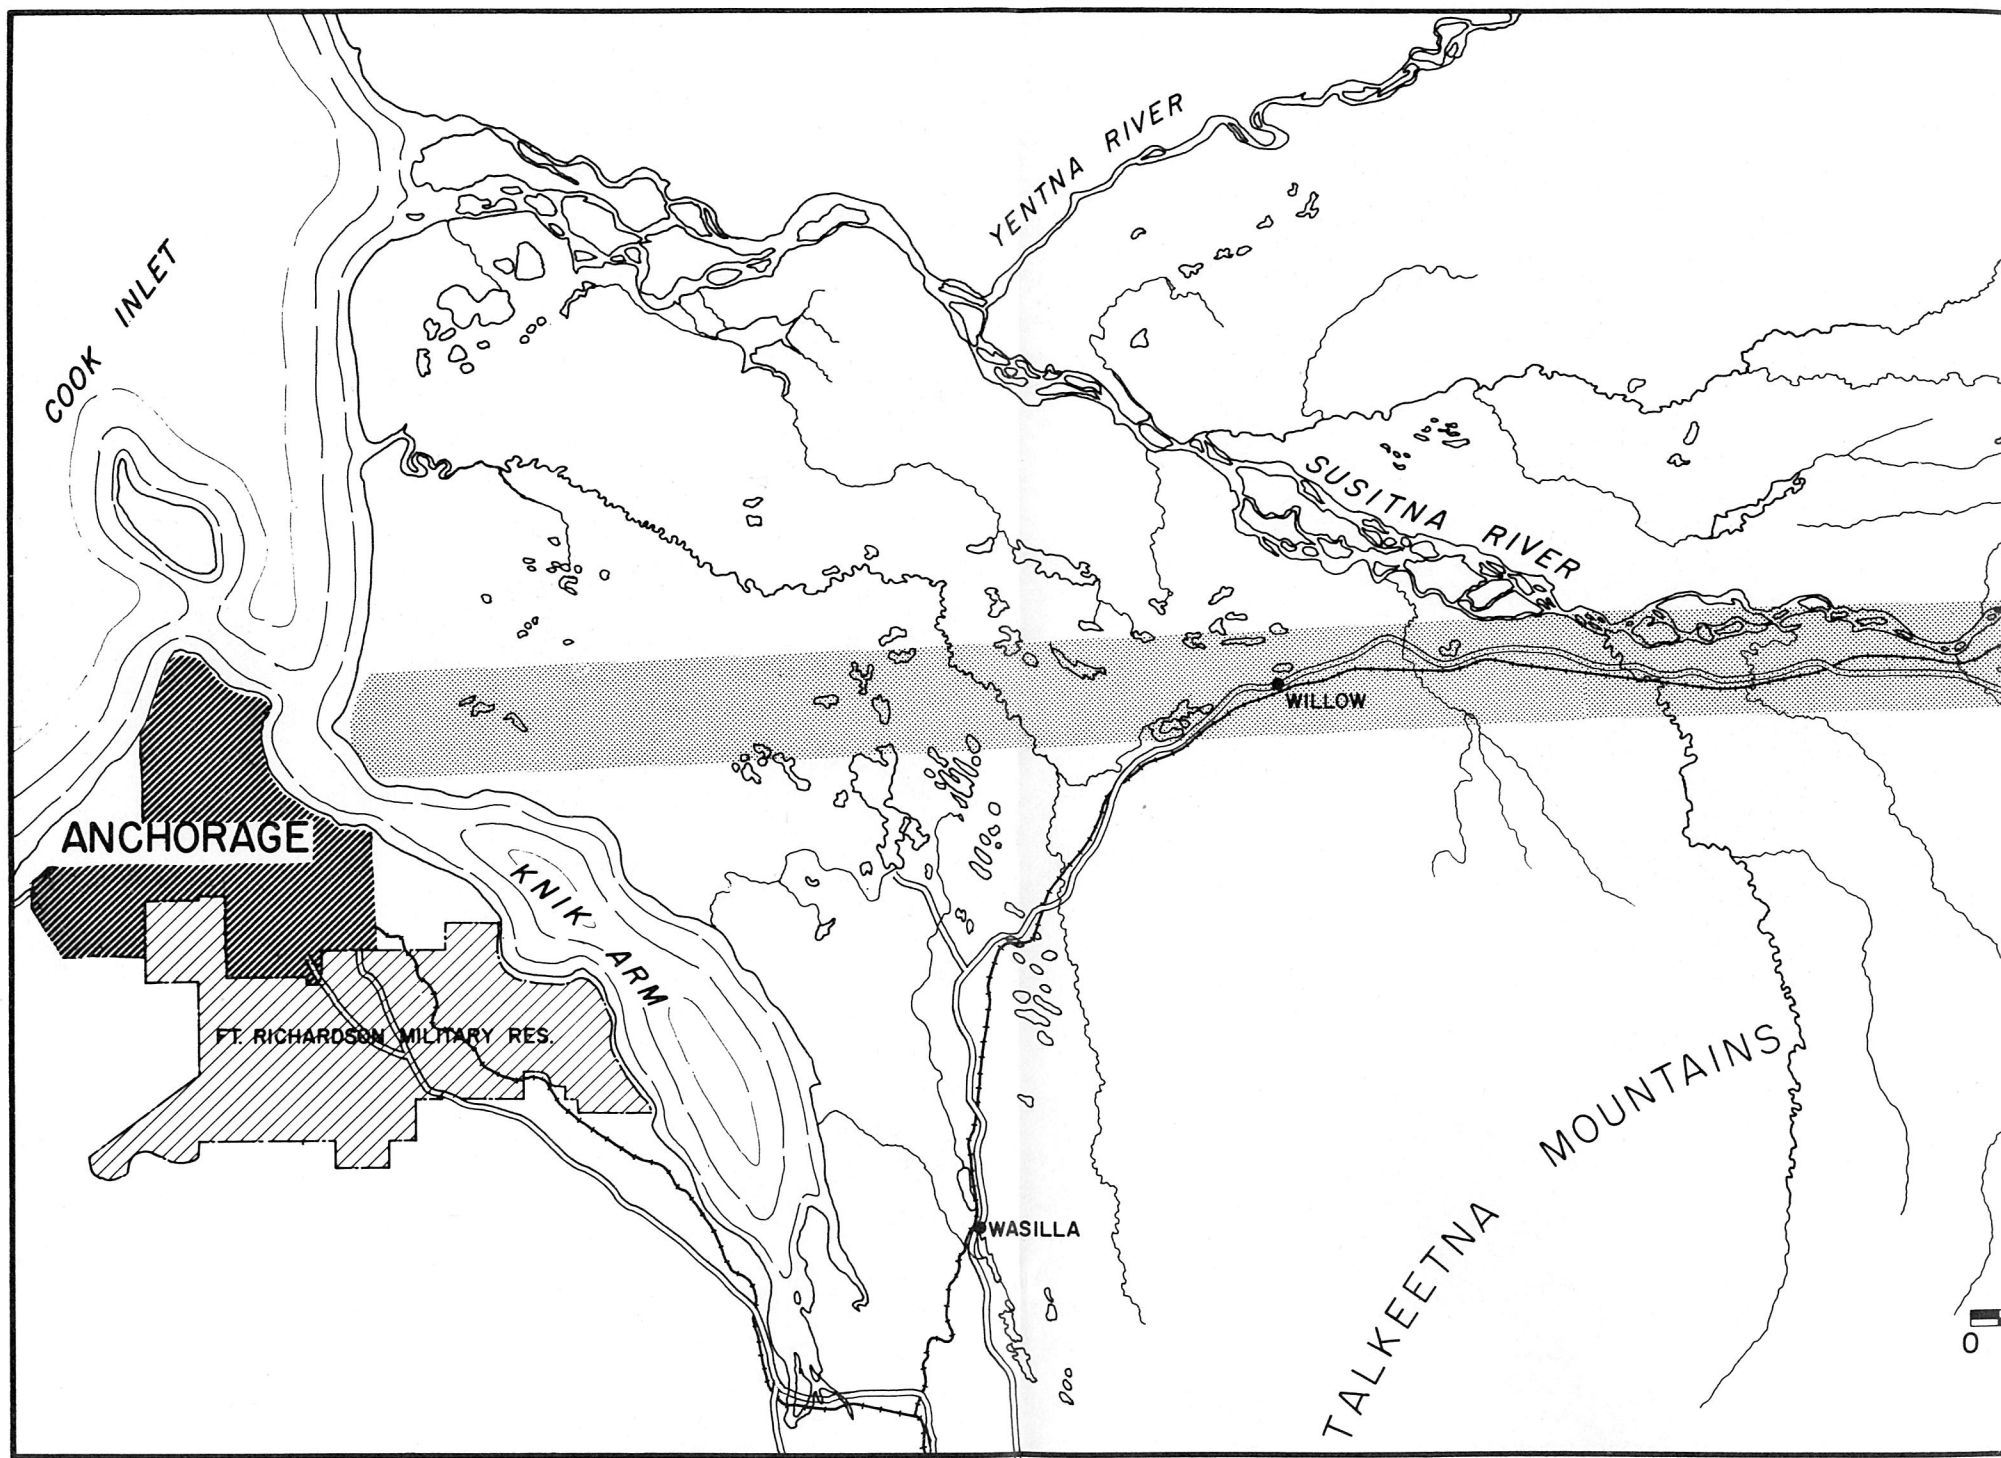 YENTNA RIVER
COOK INLET
SUSITNA RIVER
WILLOW
ANCHORAGE
KNIK ARM
FT. RICHARDSON MILITARY RES.
MOUNTAINS
TALKEETNA
WASILLA
0